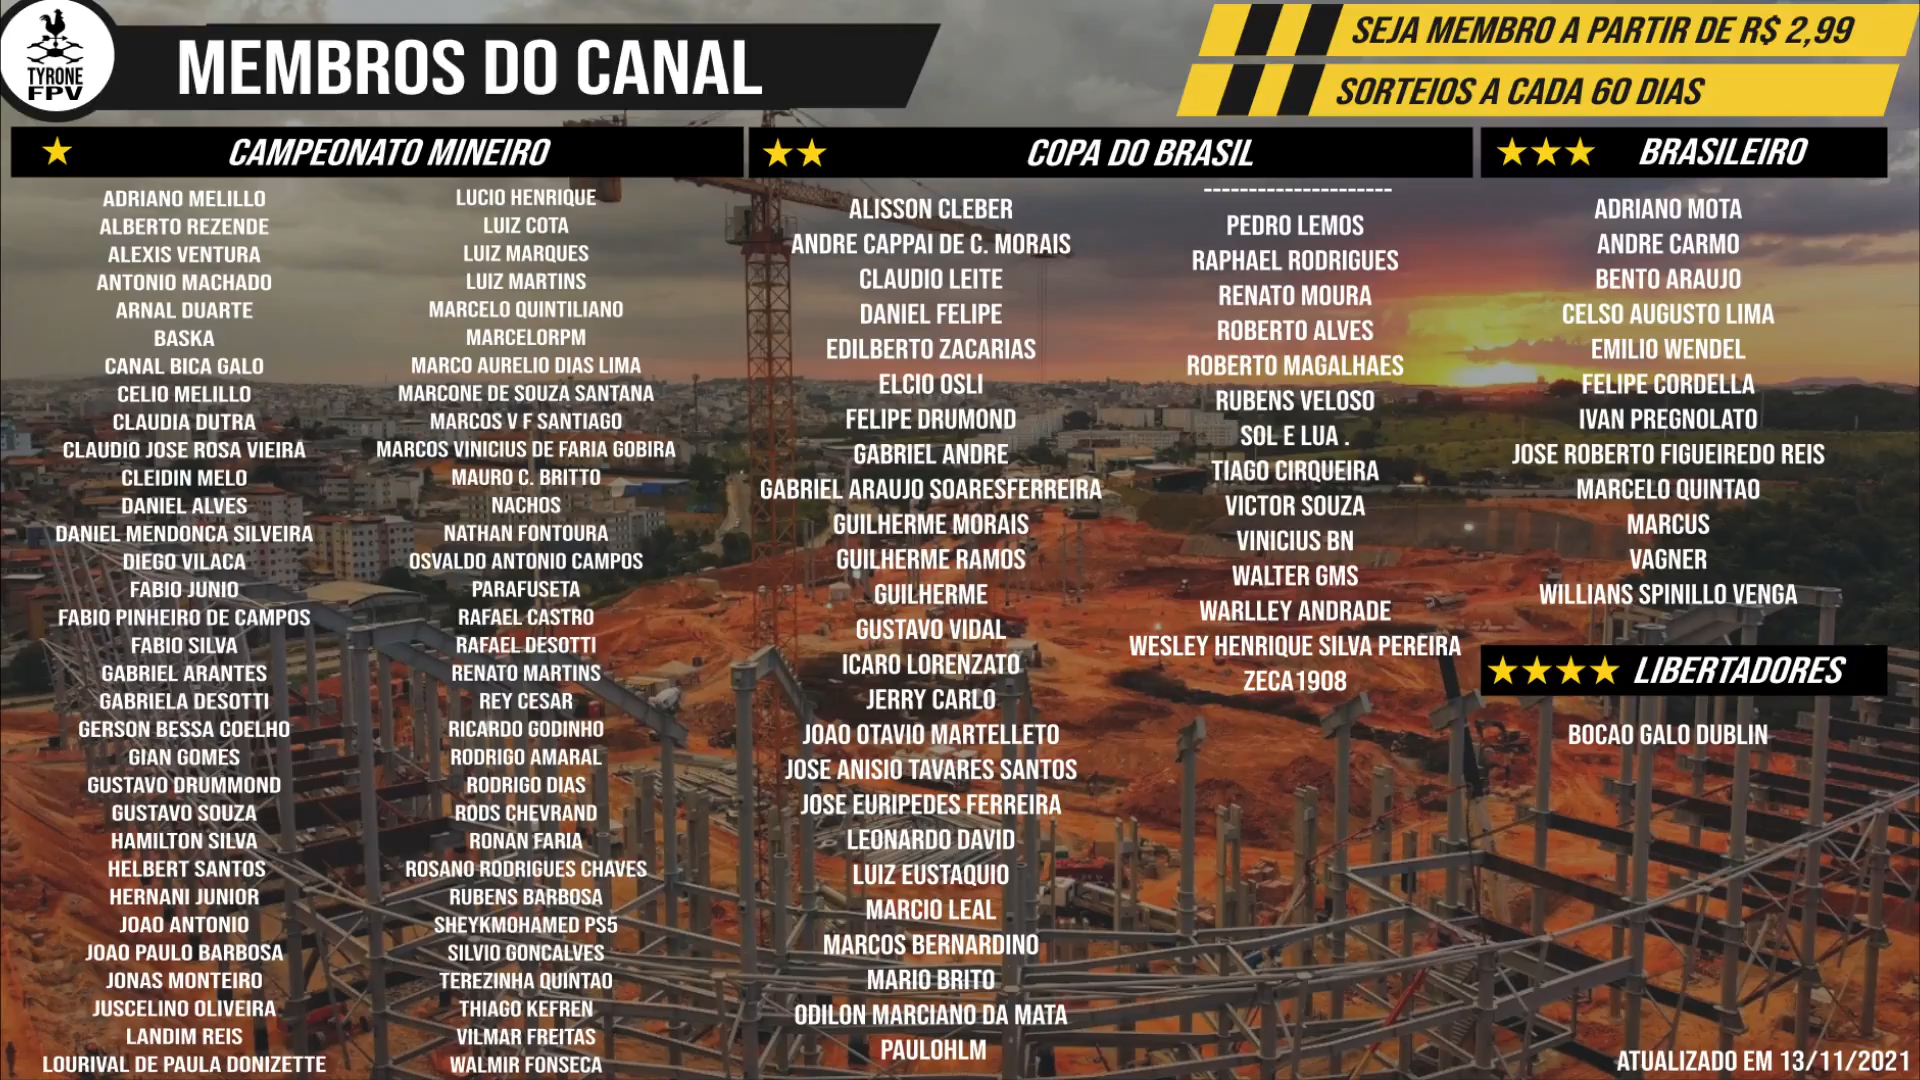 TYRONE
FPV
MEMBROS DO CANAL
SEJA MEMBRO A PARTIR DE R$ 2,99
SORTEIOS A CADA 60 DIAS
CAMPEONATO MINEIRO
ADRIANO MELILLO
ALBERTO REZENDE
ALEXIS VENTURA
ANTONIO MACHADO
ARNAL DUARTE
BASKA
CANAL BICA GALO
CELIO MELILLO
CLAUDIA DUTRA
CLAUDIO JOSE ROSA VIEIRA
CLEIDIN MELO
DANIEL ALVES
DANIEL MENDONCA SILVEIRA
DIEGO VILACA
FABIO JUNIO
FABIO PINHEIRO DE CAMPOS
FABIO SILVA
GABRIEL ARANTES
GABRIELA DESOTTI
GERSON BESSA COELHO
GIAN GOMES
GUSTAVO DRUMMOND
GUSTAVO SOUZA
HAMILTON SILVA
HELBERT SANTOS
HERNANI JUNIOR
JOAO ANTONIO
JOAO PAULO BARBOSA
JONAS MONTEIRO
JUSCELINO OLIVEIRA
LANDIM REIS
LOURIVAL DE PAULA DONIZETTE
LUCIO HENRIQUE
LUIZ COTA
LUIZ MARQUES
LUIZ MARTINS
MARCELO QUINTILIANO
MARCELORPM
MARCO AURELIO DIAS LIMA
MARCONE DE SOUZA SANTANA
MARCOS V F SANTIAGO
MARCOS VINICIUS DE FARIA GOBIRA
MAURO C. BRITTO
NACHOS
NATHAN FONTOURA
OSVALDO ANTONIO CAMPOS
PARAFUSETA
RAFAEL CASTRO
RAFAEL DESOTTI
RENATO MARTINS
REY CESAR
RICARDO GODINHO
RODRIGO AMARAL
RODRIGO DIAS
RODS CHEVRAND
RONAN FARIA
ROSANO RODRIGUES CHAVES
RUBENS BARBOSA
SHEYKMOHAMED PS5
SILVIO GONCALVES
TEREZINHA QUINTAO
THIAGO KEFREN
VILMAR FREITAS
WALMIR FONSECA
COPA DO BRASIL
ALISSON CLEBER
ANDRE CAPPAI DE C. MORAIS
CLAUDIO LEITE
DANIEL FELIPE
EDILBERTO ZACARIAS
ELCIO OSLI
FELIPE DRUMOND
GABRIEL ANDRE
GABRIEL ARAUJO SOARESFERREIRA
GUILHERME MORAIS
GUILHERME RAMOS
GUILHERME
GUSTAVO VIDAL
ICARO LORENZATO
JERRY CARLO
JOAO OTAVIO MARTELLETO
JOSE ANISIO TAVARES SANTOS
JOSE EURIPEDES FERREIRA
LEONARDO DAVID
LUIZ EUSTAQUIO
MARCIO LEAL
MARCOS BERNARDINO
MARIO BRITO
ODILON MARCIANO DA MATA
PAULOHLM
---------------------
PEDRO LEMOS
RAPHAEL RODRIGUES
RENATO MOURA
ROBERTO ALVES
ROBERTO MAGALHAES
RUBENS VELOSO
SOL E LUA .
TIAGO CIRQUEIRA
VICTOR SOUZA
VINICIUS BN
WALTER GMS
WARLLEY ANDRADE
WESLEY HENRIQUE SILVA PEREIRA
ZECA1908
BRASILEIRO
ADRIANO MOTA
ANDRE CARMO
BENTO ARAUJO
CELSO AUGUSTO LIMA
EMILIO WENDEL
FELIPE CORDELLA
IVAN PREGNOLATO
JOSE ROBERTO FIGUEIREDO REIS
MARCELO QUINTAO
MARCUS
VAGNER
WILLIANS SPINILLO VENGA
LIBERTADORES
BOCAO GALO DUBLIN
ATUALIZADO EM 13/11/2021